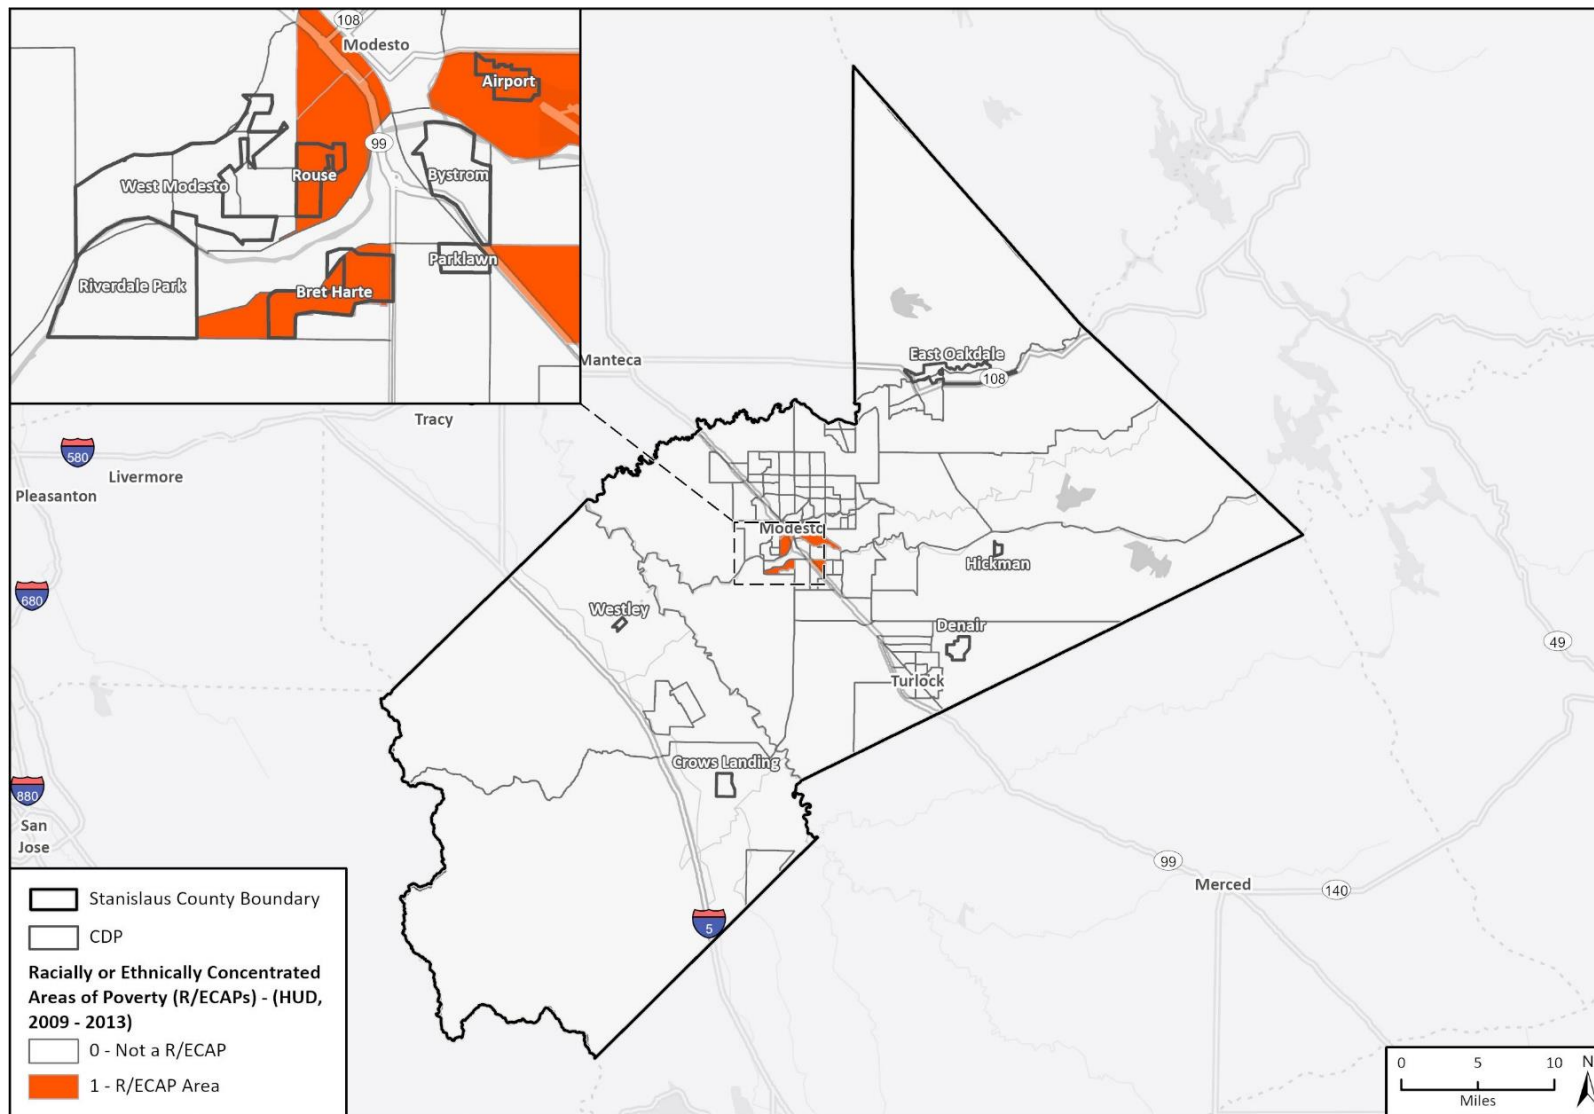 108
Modesto
Airport
99
West Modesto
Rouse
Bystrom
Parklawn
Riverdale Park
Bret Harte
Manteca
East Oakdale
108
Tracy
580
Livermore
Pleasanton
Modesto
Hickman
680
Westley
Denair
49
Turlock
Crows Landing
880
San
Jose
99
Merced
140
5
Stanislaus County Boundary
CDP
Racially or Ethnically Concentrated
Areas of Poverty (R/ECAPs) - (HUD,
2009 - 2013)
0 - Not a R/ECAP
1 - R/ECAP Area
0 5 10
Miles
N